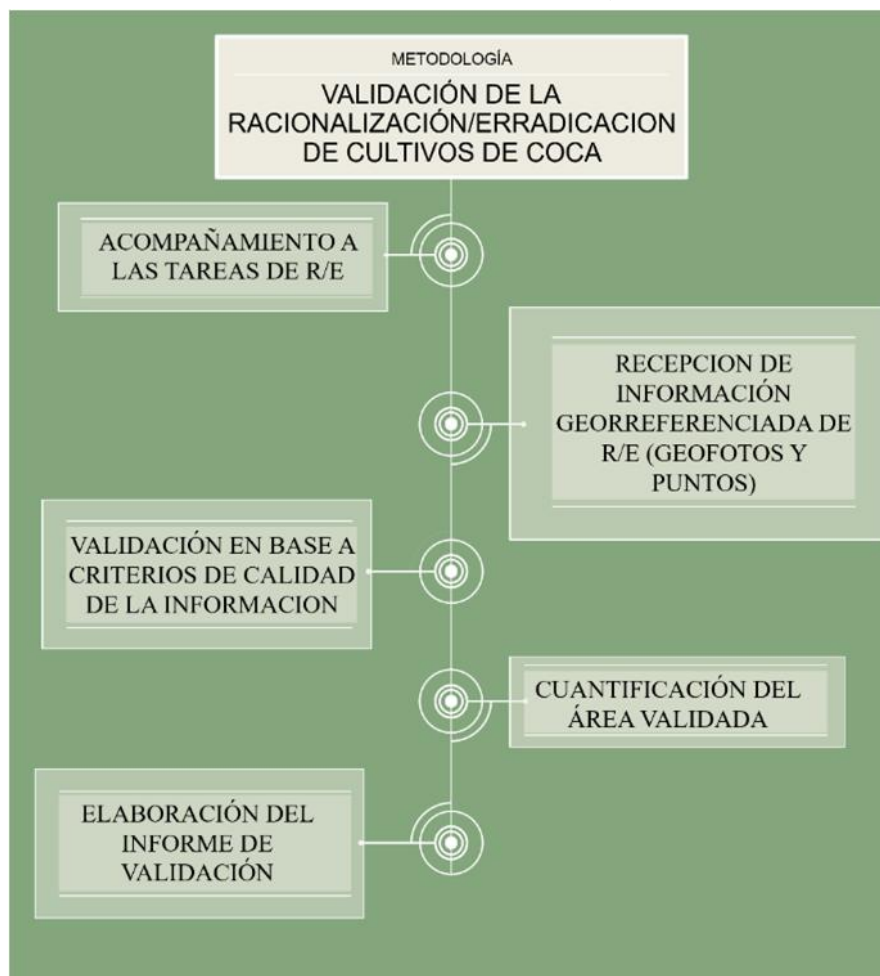 METODOLOGÍA
VALIDACIÓN DE LA
RACIONALIZACIÓN/ERRADICACION
DE CULTIVOS DE COCA
ACOMPAÑAMIENTO A
LAS TAREAS DE R/E
RECEPCION DE
INFORMACIÓN
GEORREFERENCIADA DE
R/E (GEOFOTOS Y
PUNTOS)
VALIDACIÓN EN BASE A
CRITERIOS DE CALIDAD
DE LA INFORMACION
CUANTIFICACIÓN DEL
ÁREA VALIDADA
ELABORACIÓN DEL
INFORME DE
VALIDACIÓN